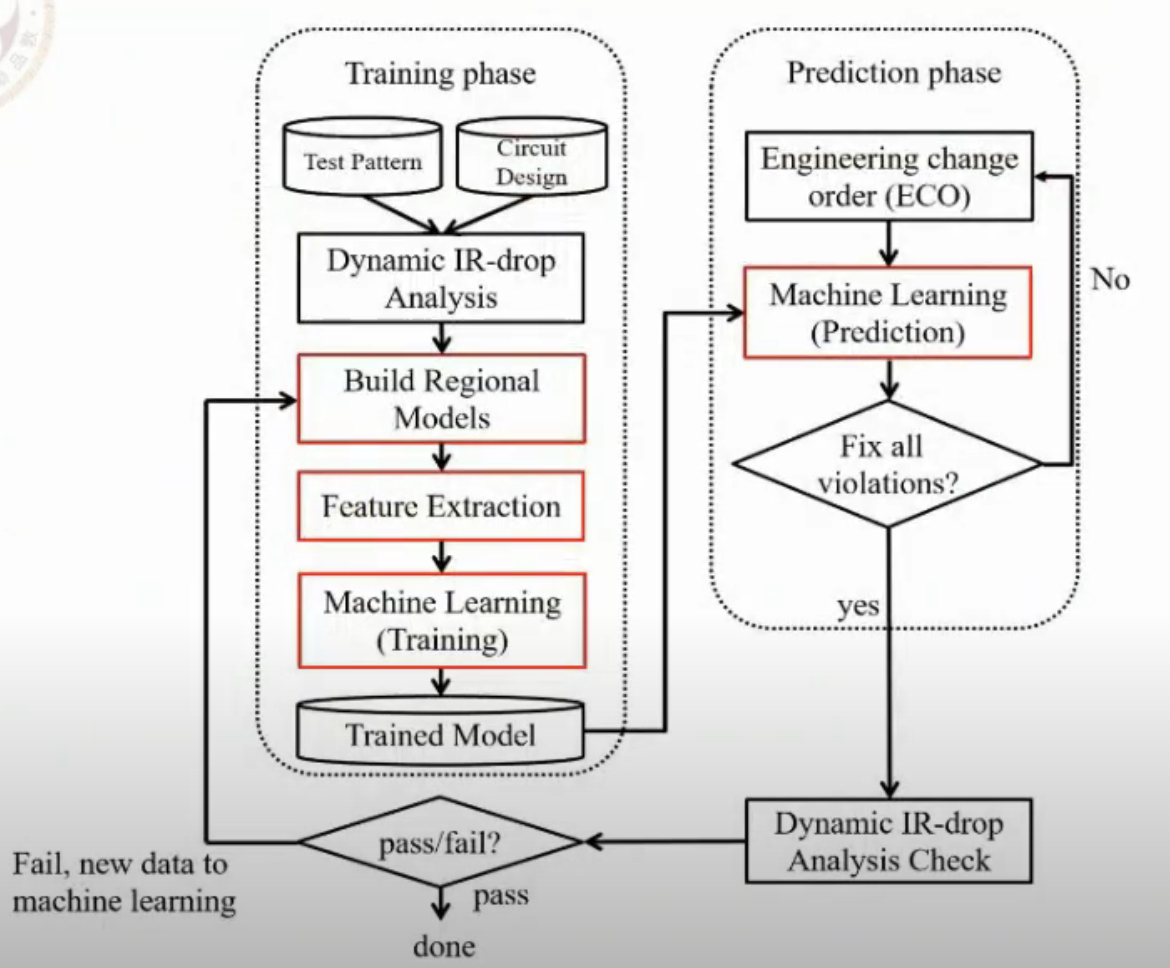 Training phase
Test Pattern
Circuit
Design
Dynamic IR-drop
Analysis
Build Regional
Models
Feature Extraction
Machine Learning
(Training)
Trained Model
Prediction phase
Engineering change
order (ECO)
Machine Learning
(Prediction)
Fix all
violations?
No
yes
Dynamic IR-drop
Analysis Check
pass/fail?
Fail, new data to
machine learning
pass
done